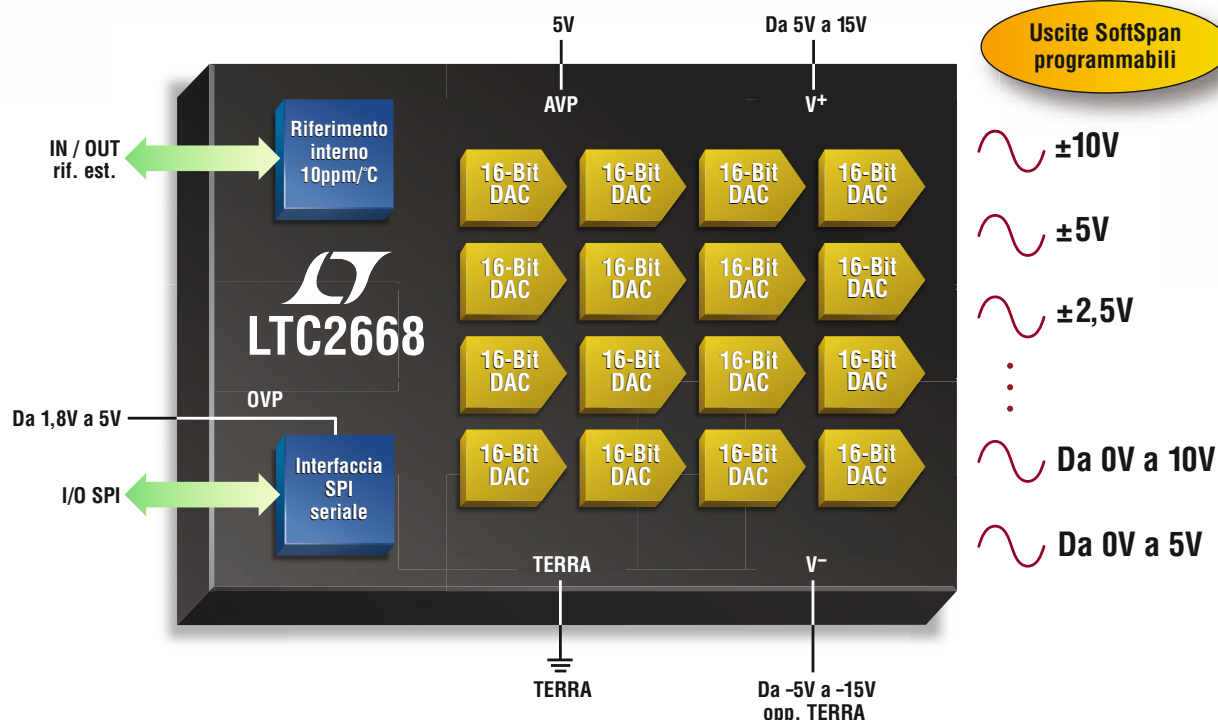 5V
Da 5V a 15V
Uscite SoftSpan
programmabili
AVP
V+
IN / OUT
rif. est.
Riferimento
interno
10ppm/°C
16-Bit
DAC
16-Bit
DAC
16-Bit
DAC
16-Bit
DAC
±10V
±5V
16-Bit
DAC
16-Bit
DAC
16-Bit
DAC
16-Bit
DAC
LTC2668
±2,5V
16-Bit
DAC
16-Bit
DAC
16-Bit
DAC
16-Bit
DAC
OVP
Da 1,8V a 5V
16-Bit
DAC
16-Bit
DAC
16-Bit
DAC
16-Bit
DAC
Da 0V a 10V
Interfaccia
SPI
seriale
I/O SPI
Da 0V a 5V
TERRA
V–
TERRA
Da –5V a –15V
opp. TERRA